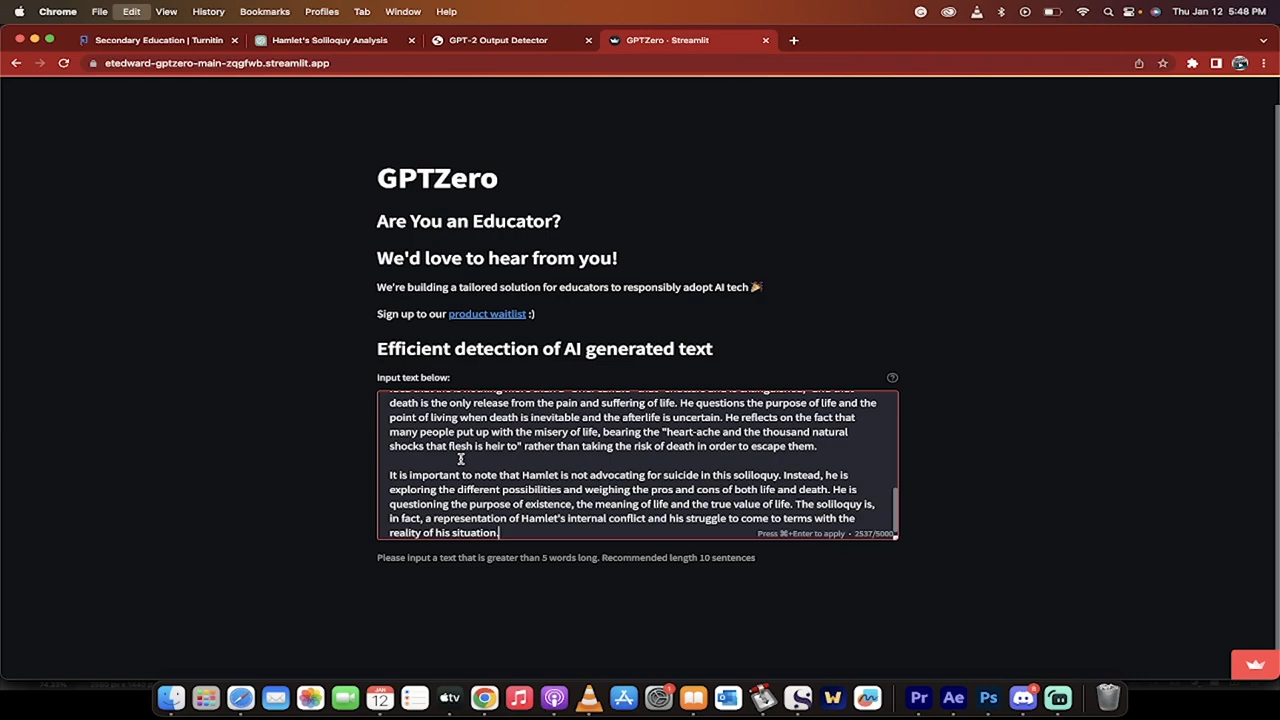 Chrome File Edit View History Bookmarks Profiles Tab Window Help Thu Jan 12 5:48 PM
Secondary Education | Turnitin Hamlet's Soliloquy Analysis GPT-2 Output Detector GPTZero · Streamlit
etedward-gptzero-main-zqgfwb.streamlit.app
GPTZero
Are You an Educator?
We'd love to hear from you!
We're building a tailored solution for educators to responsibly adopt AI tech 🎉
Sign up to our product waitlist :)
Efficient detection of AI generated text
Input text below:
death is the only release from the pain and suffering of life. He questions the purpose of life and the
point of living when death is inevitable and the afterlife is uncertain. He reflects on the fact that
many people put up with the misery of life, bearing the "heart-ache and the thousand natural
shocks that flesh is heir to" rather than taking the risk of death in order to escape them.
It is important to note that Hamlet is not advocating for suicide in this soliloquy. Instead, he is
exploring the different possibilities and weighing the pros and cons of both life and death. He is
questioning the purpose of existence, the meaning of life and the true value of life. The soliloquy is,
in fact, a representation of Hamlet's internal conflict and his struggle to come to terms with the
reality of his situation.
Press ⌘+Enter to apply • 2537/5000
Please input a text that is greater than 5 words long. Recommended length 10 sentences
JAN
12
tv
W
Pr Ae Ps